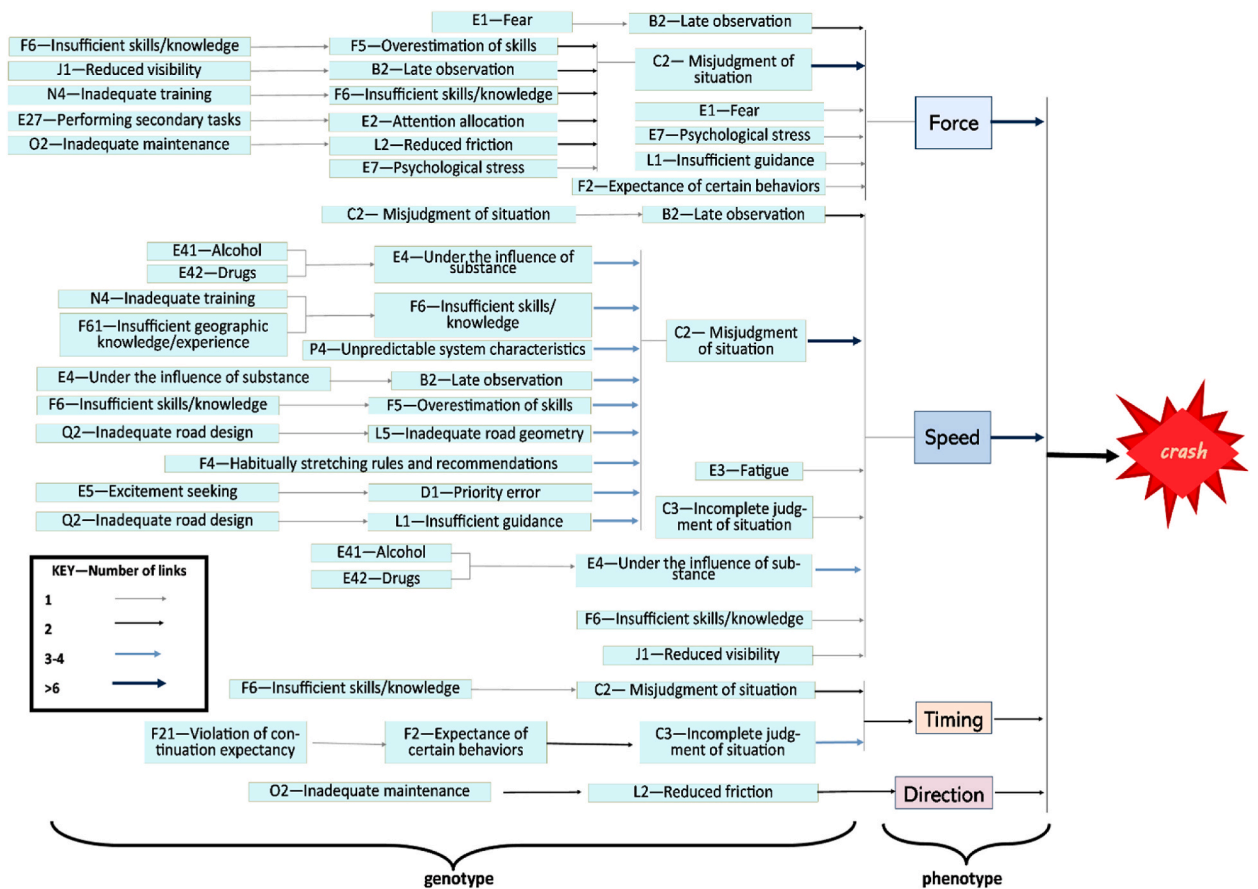 E1—Fear
B2—Late observation
F6—Insufficient skills/knowledge
F5—Overestimation of skills
J1—Reduced visibility
B2—Late observation
C2— Misjudgment of
situation
N4—Inadequate training
F6—Insufficient skills/knowledge
E1—Fear
E27—Performing secondary tasks
E2—Attention allocation
Force
E7—Psychological stress
O2—Inadequate maintenance
L2—Reduced friction
L1—Insufficient guidance
E7—Psychological stress
F2—Expectance of certain behaviors
C2— Misjudgment of situation
B2—Late observation
E41—Alcohol
E42—Drugs
E4—Under the influence of
substance
N4—Inadequate training
F61—Insufficient geographic
knowledge/experience
F6—Insufficient skills/
knowledge
C2— Misjudgment
of situation
P4—Unpredictable system characteristics
E4—Under the influence of substance
B2—Late observation
F6—Insufficient skills/knowledge
F5—Overestimation of skills
Q2—Inadequate road design
L5—Inadequate road geometry
Speed
crash
F4—Habitually stretching rules and recommendations
E3—Fatigue
E5—Excitement seeking
D1—Priority error
C3—Incomplete judg-
ment of situation
Q2—Inadequate road design
L1—Insufficient guidance
E41—Alcohol
E42—Drugs
E4—Under the influence of sub-
stance
KEY—Number of links
1
2
3-4
>6
F6—Insufficient skills/knowledge
J1—Reduced visibility
F6—Insufficient skills/knowledge
C2— Misjudgment of situation
Timing
F21—Violation of con-
tinuation expectancy
F2—Expectance of
certain behaviors
C3—Incomplete judg-
ment of situation
O2—Inadequate maintenance
L2—Reduced friction
Direction
genotype
phenotype